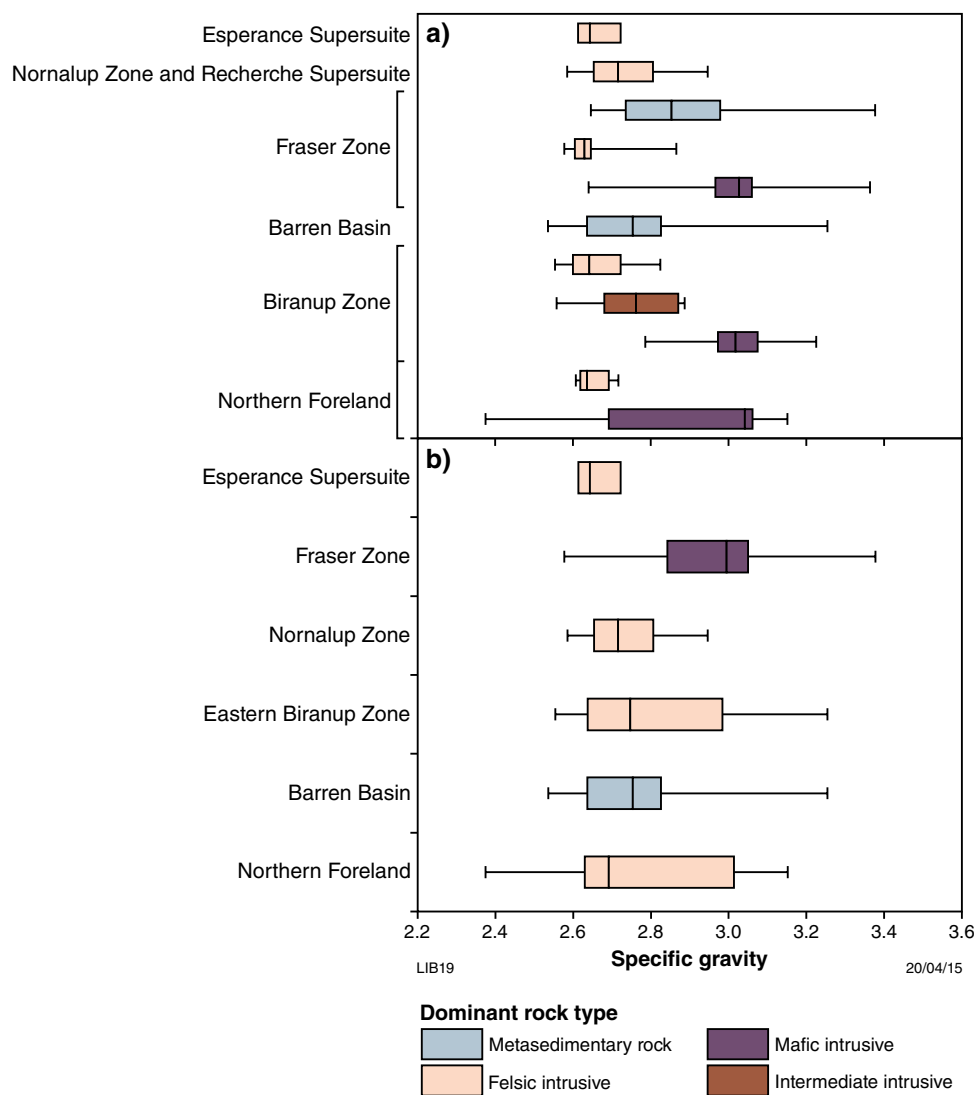 a)
Esperance Supersuite
Nornalup Zone and Recherche Supersuite
Fraser Zone
Barren Basin
Biranup Zone
Northern Foreland
b)
Esperance Supersuite
Fraser Zone
Nornalup Zone
Eastern Biranup Zone
Barren Basin
Northern Foreland
2.2 2.4 2.6 2.8 3.0 3.2 3.4 3.6
LIB19 Specific gravity 20/04/15
Dominant rock type
Metasedimentary rock Mafic intrusive
Felsic intrusive Intermediate intrusive